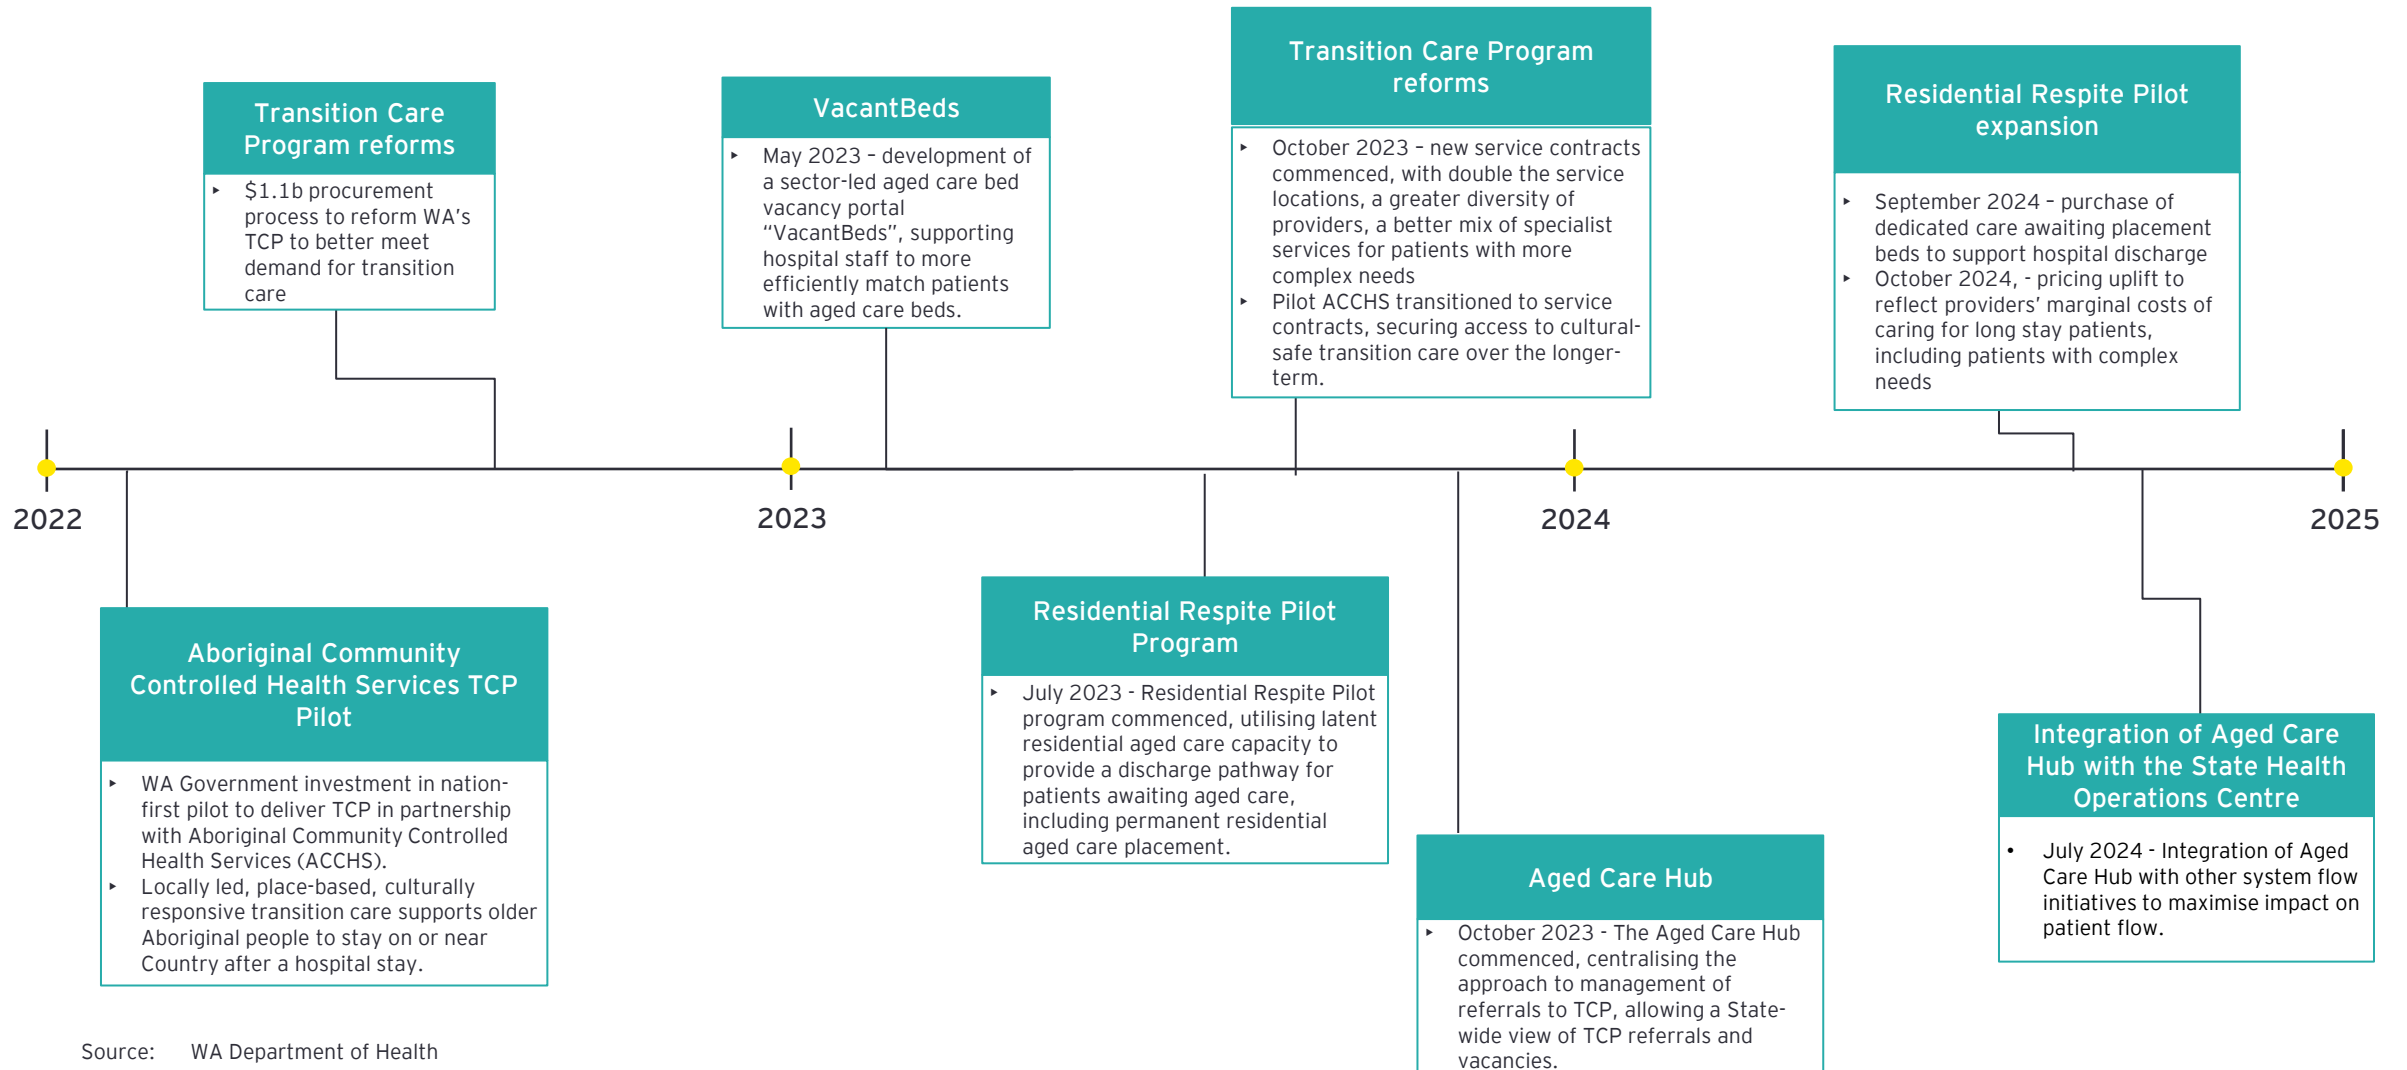 Transition Care
Program reforms
‣ $1.1b procurement
process to reform WA’s
TCP to better meet
demand for transition
care
VacantBeds
‣ May 2023 – development of
a sector-led aged care bed
vacancy portal
“VacantBeds”, supporting
hospital staff to more
efficiently match patients
with aged care beds.
Transition Care Program
reforms
‣ October 2023 – new service contracts
commenced, with double the service
locations, a greater diversity of
providers, a better mix of specialist
services for patients with more
complex needs
‣ Pilot ACCHS transitioned to service
contracts, securing access to cultural-
safe transition care over the longer-
term.
Residential Respite Pilot
expansion
‣ September 2024 – purchase of
dedicated care awaiting placement
beds to support hospital discharge
‣ October 2024, - pricing uplift to
reflect providers’ marginal costs of
caring for long stay patients,
including patients with complex
needs
2022
2023
2024
2025
Aboriginal Community
Controlled Health Services TCP
Pilot
‣ WA Government investment in nation-
first pilot to deliver TCP in partnership
with Aboriginal Community Controlled
Health Services (ACCHS).
‣ Locally led, place-based, culturally
responsive transition care supports older
Aboriginal people to stay on or near
Country after a hospital stay.
Residential Respite Pilot
Program
‣ July 2023 - Residential Respite Pilot
program commenced, utilising latent
residential aged care capacity to
provide a discharge pathway for
patients awaiting aged care,
including permanent residential
aged care placement.
Aged Care Hub
‣ October 2023 - The Aged Care Hub
commenced, centralising the
approach to management of
referrals to TCP, allowing a State-
wide view of TCP referrals and
vacancies.
Integration of Aged Care
Hub with the State Health
Operations Centre
• July 2024 - Integration of Aged
Care Hub with other system flow
initiatives to maximise impact on
patient flow.
Source: WA Department of Health